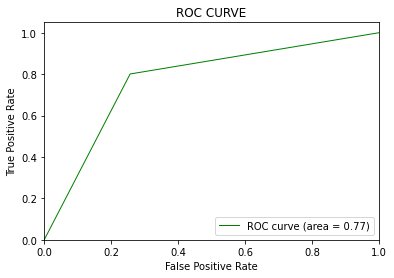 ROC CURVE
1.0
0.8
0.6
0.4
0.2
0.0
True Positive Rate
ROC curve (area = 0.77)
0.0 0.2 0.4 0.6 0.8 1.0
False Positive Rate